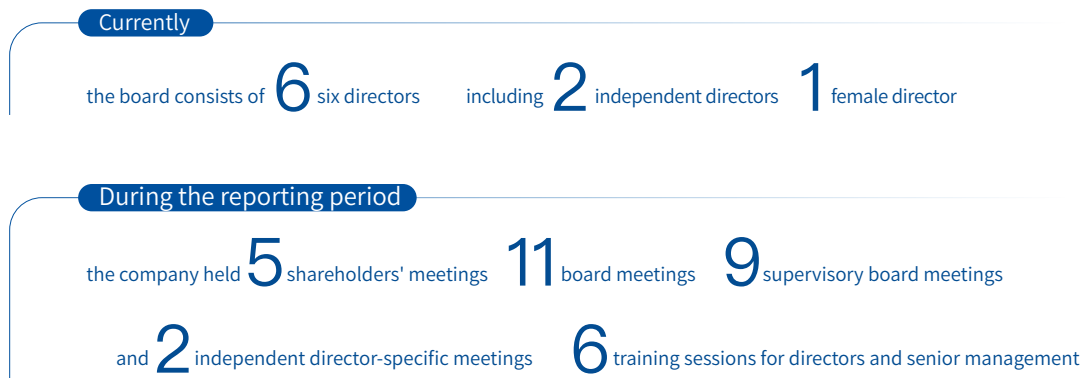 Currently
the board consists of 6 six directors including 2 independent directors 1 female director
During the reporting period
the company held 5 shareholders' meetings 11 board meetings 9 supervisory board meetings
and 2 independent director-specific meetings 6 training sessions for directors and senior management